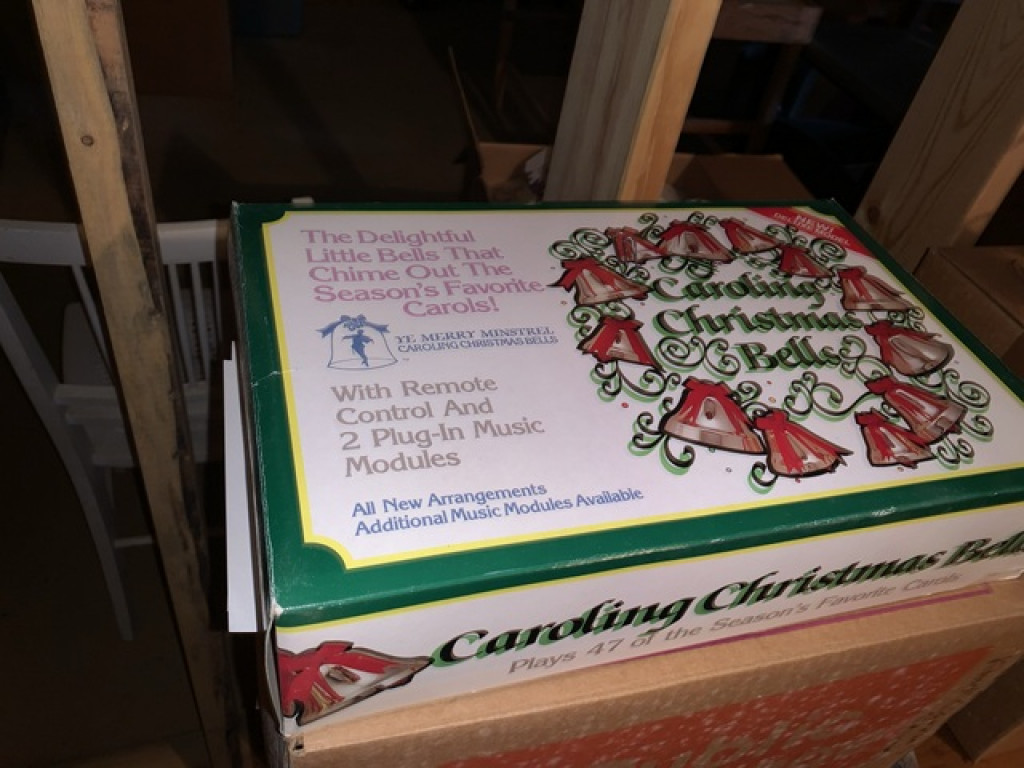 The Delightful
Little Bells That
Chime Out The
Season's Favorite
Carols!
YE MERRY MINSTREL
CAROLING CHRISTMAS BELLS
With Remote
Control And
2 Plug-In Music
Modules
All New Arrangements
Additional Music Modules Available
NEW!
Caroling
Christmas
Bells
Caroling Christmas Bells
Plays 47 of the Season's Favorite Carols